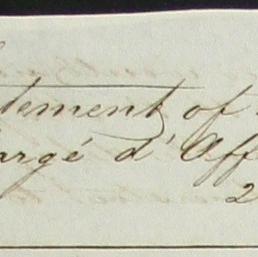 tement of
argé d'Aff
2